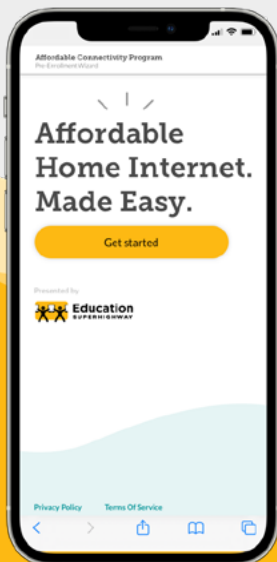 Affordable Connectivity Program
Pre-Enrollment Wizard
Affordable
Home Internet.
Made Easy.
Get started
Presented by
Education
SUPERHIGHWAY
Privacy Policy Terms Of Service